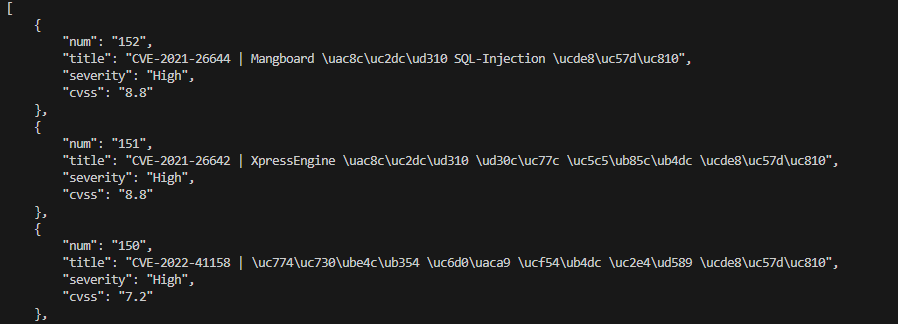 [
    {
        "num": "152",
        "title": "CVE-2021-26644 | Mangboard \uac8c\uc2dc\ud310 SQL-Injection \ucde8\uc57d\uc810",
        "severity": "High",
        "cvss": "8.8"
    },
    {
        "num": "151",
        "title": "CVE-2021-26642 | XpressEngine \uac8c\uc2dc\ud310 \ud30c\uc77c \uc5c5\ub85c\ub4dc \ucde8\uc57d\uc810",
        "severity": "High",
        "cvss": "8.8"
    },
    {
        "num": "150",
        "title": "CVE-2022-41158 | \uc774\uc730\ube4c\ub354 \uc6d0\uaca9 \ucf54\ub4dc \uc2e4\ud589 \ucde8\uc57d\uc810",
        "severity": "High",
        "cvss": "7.2"
    },